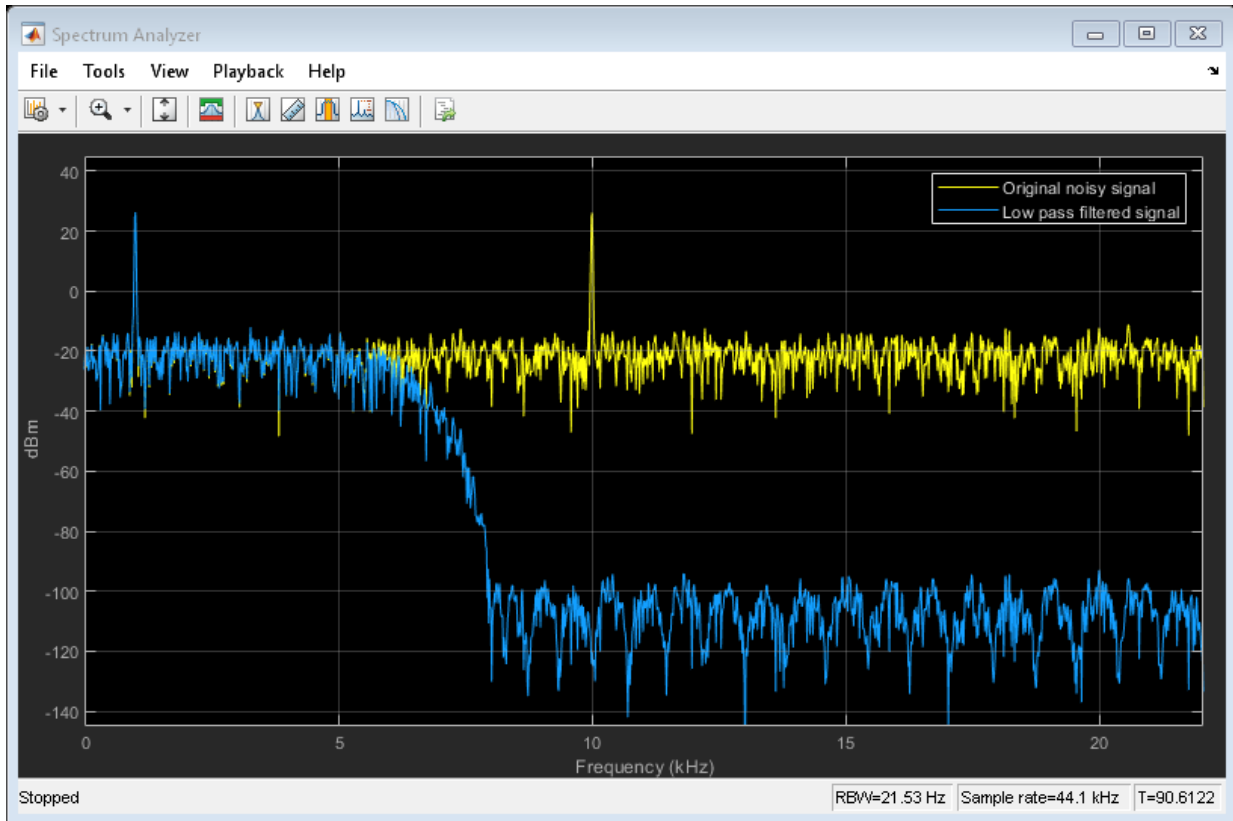 Spectrum Analyzer
File Tools View Playback Help
Original noisy signal
Low pass filtered signal
40
20
0
-20
-40
-60
-80
-100
-120
-140
dBm
0 5 10 15 20
Frequency (kHz)
Stopped RBW=21.53 Hz Sample rate=44.1 kHz T=90.6122